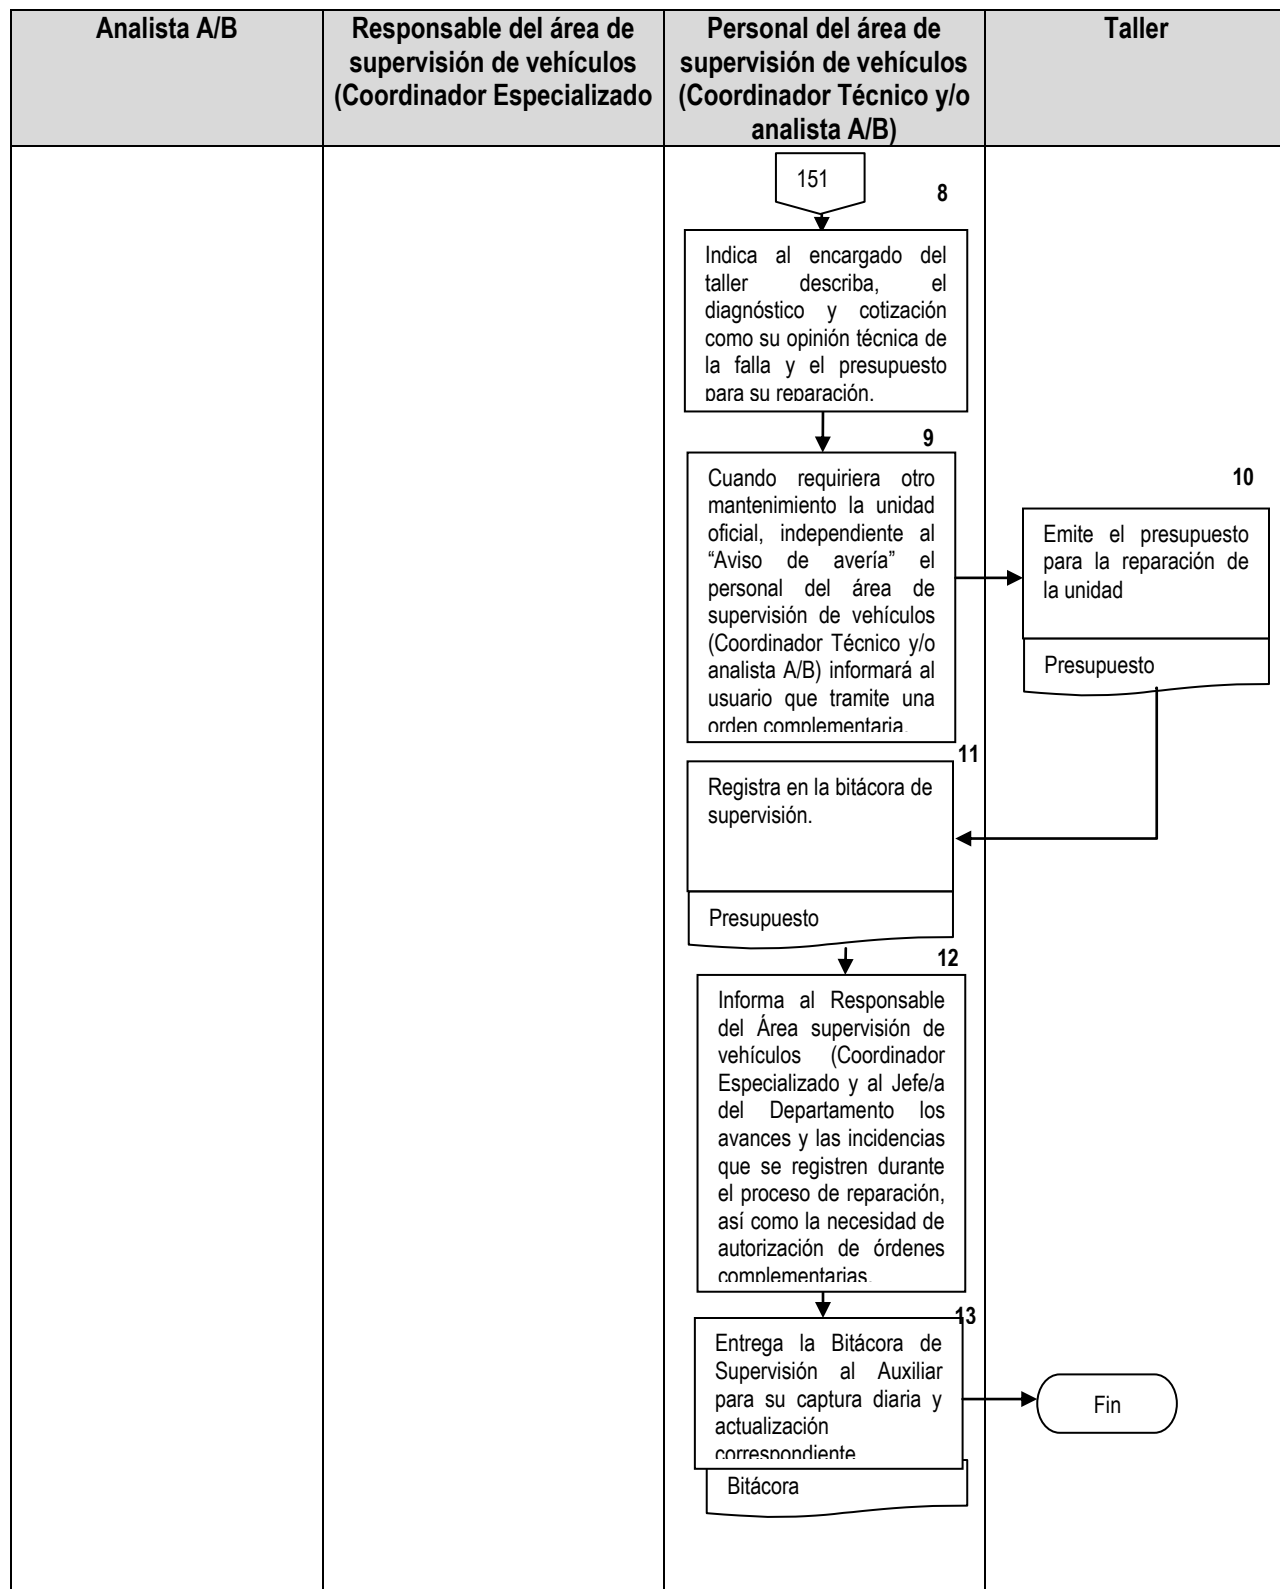 Analista A/B
Responsable del área de
supervisión de vehículos
(Coordinador Especializado
Personal del área de
supervisión de vehículos
(Coordinador Técnico y/o
analista A/B)
Taller
151
8
Indica al encargado del
taller describa, el
diagnóstico y cotización
como su opinión técnica de
la falla y el presupuesto
para su reparación.
9
Cuando requiriera otro
mantenimiento la unidad
oficial, independiente al
“Aviso de avería” el
personal del área de
supervisión de vehículos
(Coordinador Técnico y/o
analista A/B) informará al
usuario que tramite una
orden complementaria.
10
Emite el presupuesto
para la reparación de
la unidad
Presupuesto
11
Registra en la bitácora de
supervisión.
Presupuesto
12
Informa al Responsable
del Área supervisión de
vehículos (Coordinador
Especializado y al Jefe/a
del Departamento los
avances y las incidencias
que se registren durante
el proceso de reparación,
así como la necesidad de
autorización de órdenes
complementarias.
13
Entrega la Bitácora de
Supervisión al Auxiliar
para su captura diaria y
actualización
correspondiente
Bitácora
Fin